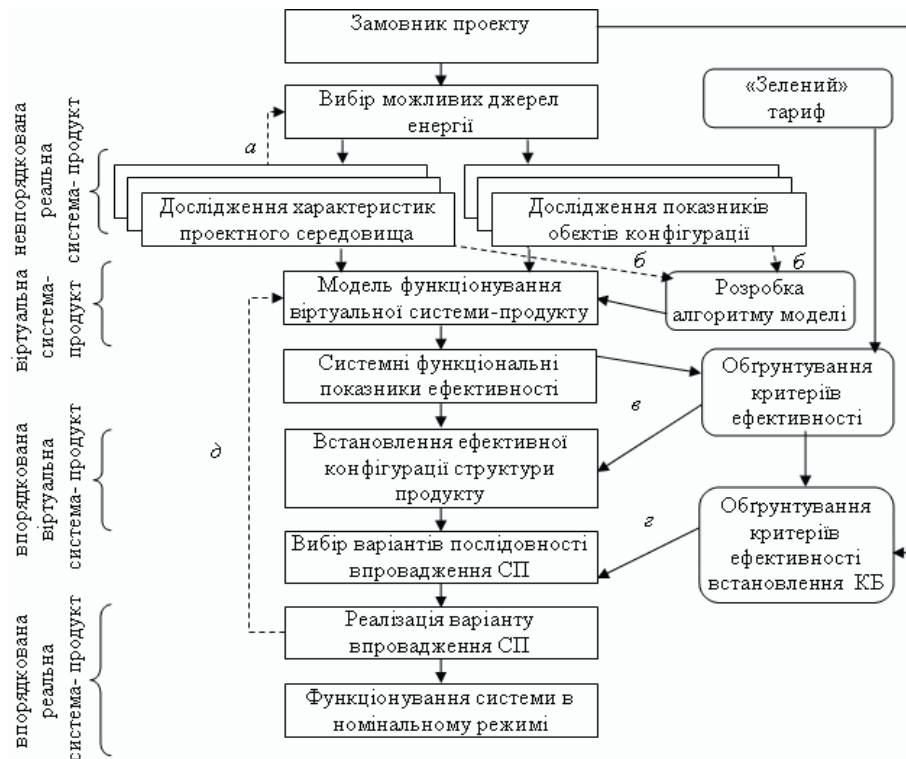 Замовник проекту
Вибір можливих джерел
енергії
«Зелений»
тариф
а
Дослідження характеристик
проектного середовища
Дослідження показників
обєктів конфігурації
б
б
Модель функціонування
віртуальної системи-продукту
Розробка
алгоритму моделі
Системні функціональні
показники ефективності
Обґрунтування
критеріїв
ефективності
в
д
Встановлення ефективної
конфігурації структури
продукту
Обґрунтування
критеріїв
ефективності
встановлення КБ
г
Вибір варіантів послідовності
впровадження СП
Реалізація варіанту
впровадження СП
Функціонування системи в
номінальному режимі
невпорядкована
реальна
система- продукт
віртуальна
система-
продукт
впорядкована
віртуальна
система- продукт
впорядкована
реальна
система- продукт